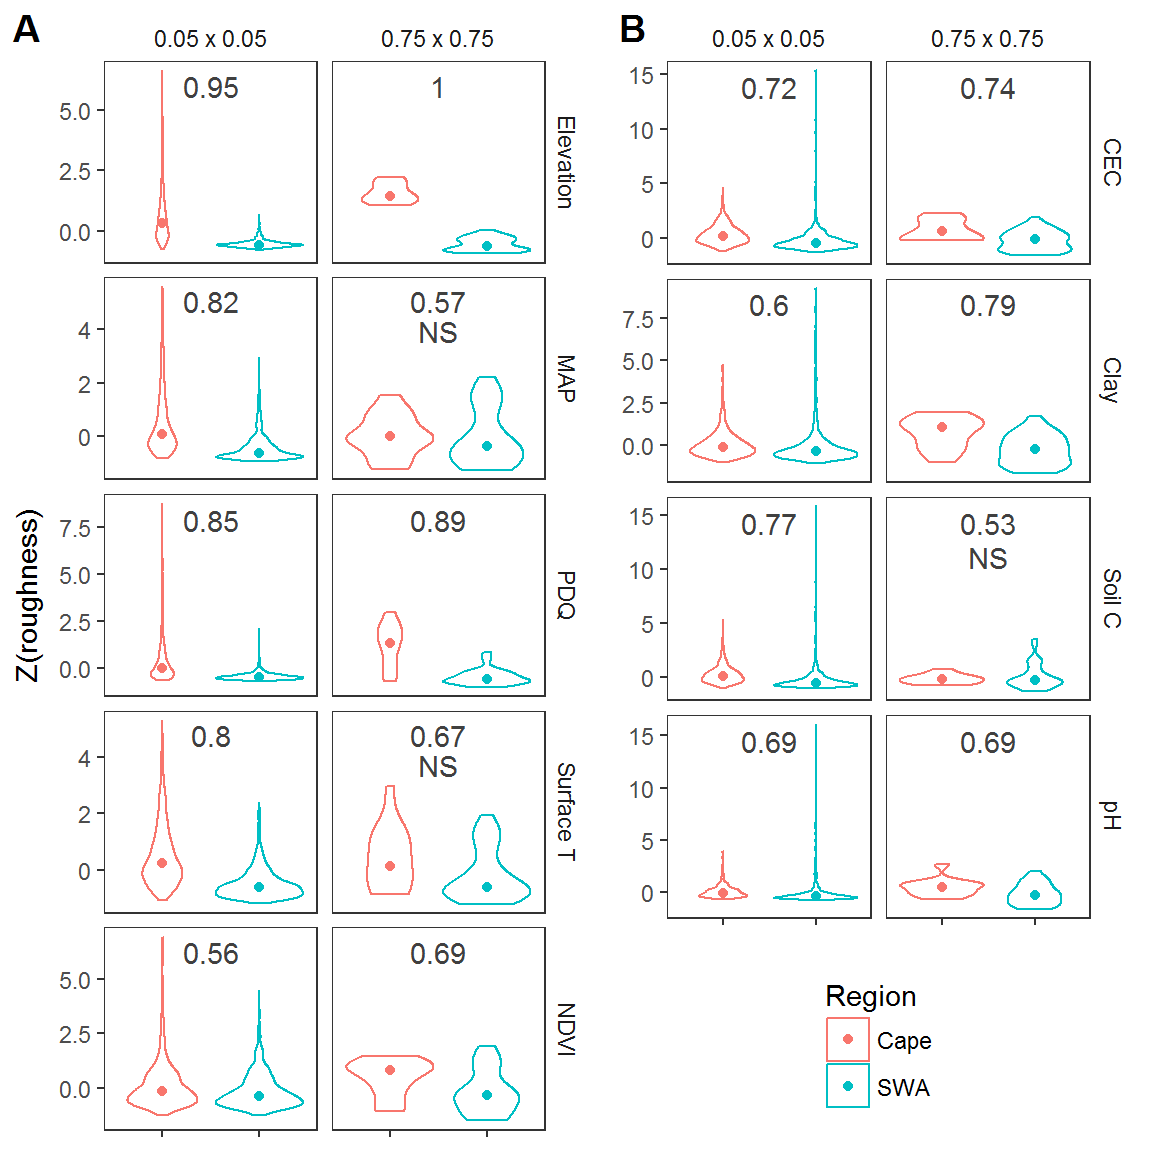 A
0.05 x 0.05
0.75 x 0.75
Z(roughness)
5.0
2.5
0.0
0.95
1
Elevation
4
2
0
0.82
0.57
NS
MAP
7.5
5.0
2.5
0.0
0.85
0.89
PDQ
4
2
0
0.8
0.67
NS
Surface T
5.0
2.5
0.0
0.56
0.69
NDVI
B
0.05 x 0.05
0.75 x 0.75
15
10
5
0
0.72
0.74
CEC
7.5
5.0
2.5
0.0
0.6
0.79
Clay
15
10
5
0
0.77
0.53
NS
Soil C
15
10
5
0
0.69
0.69
pH
Region
Cape
SWA